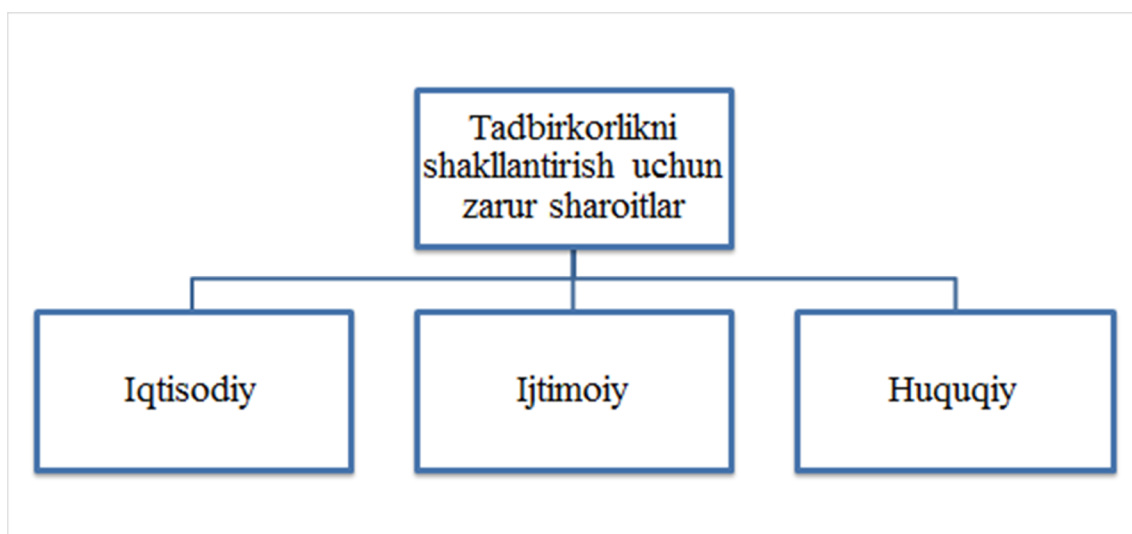 Tadbirkorlikni
shakllantirish uchun
zarur sharoitlar
Iqtisodiy
Ijtimoiy
Huquqiy